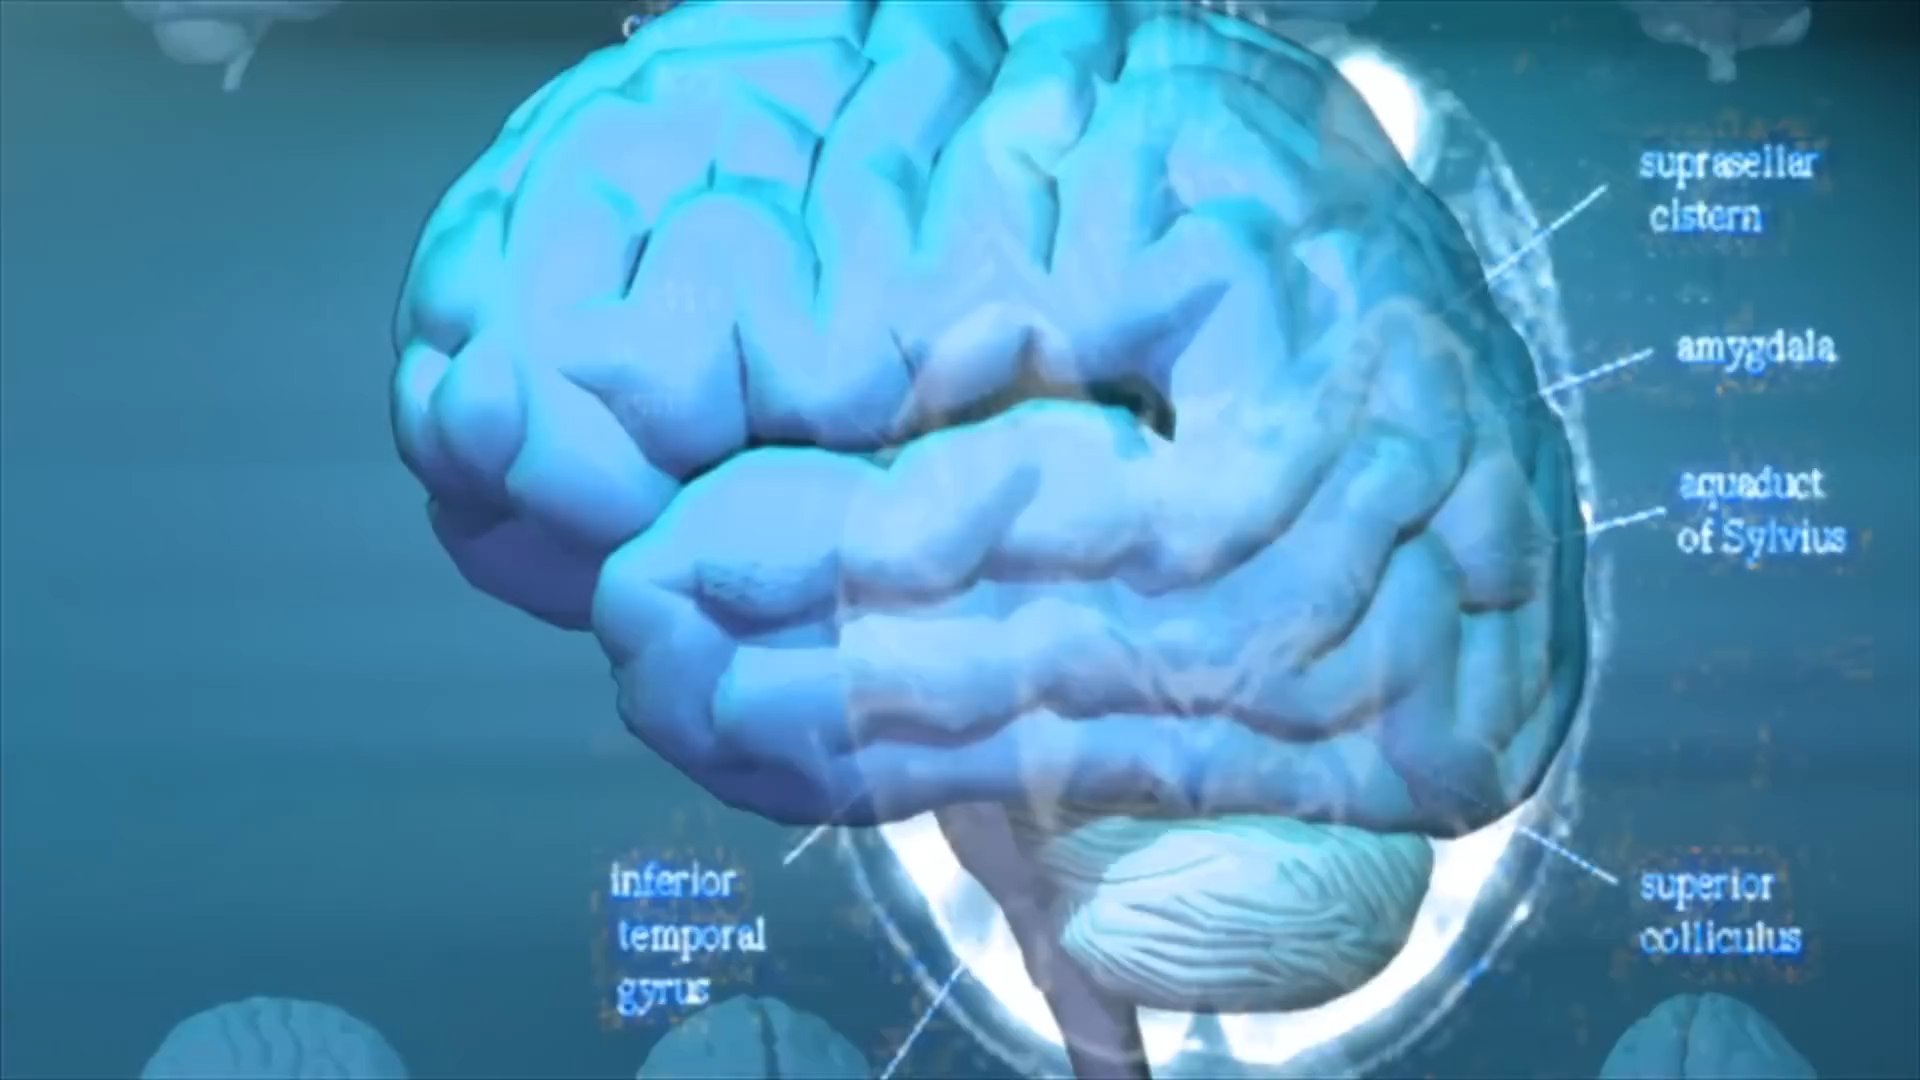 suprasellar
cistern
amygdala
aquaduct
of Sylvius
inferior
temporal
gyrus
superior
colliculus